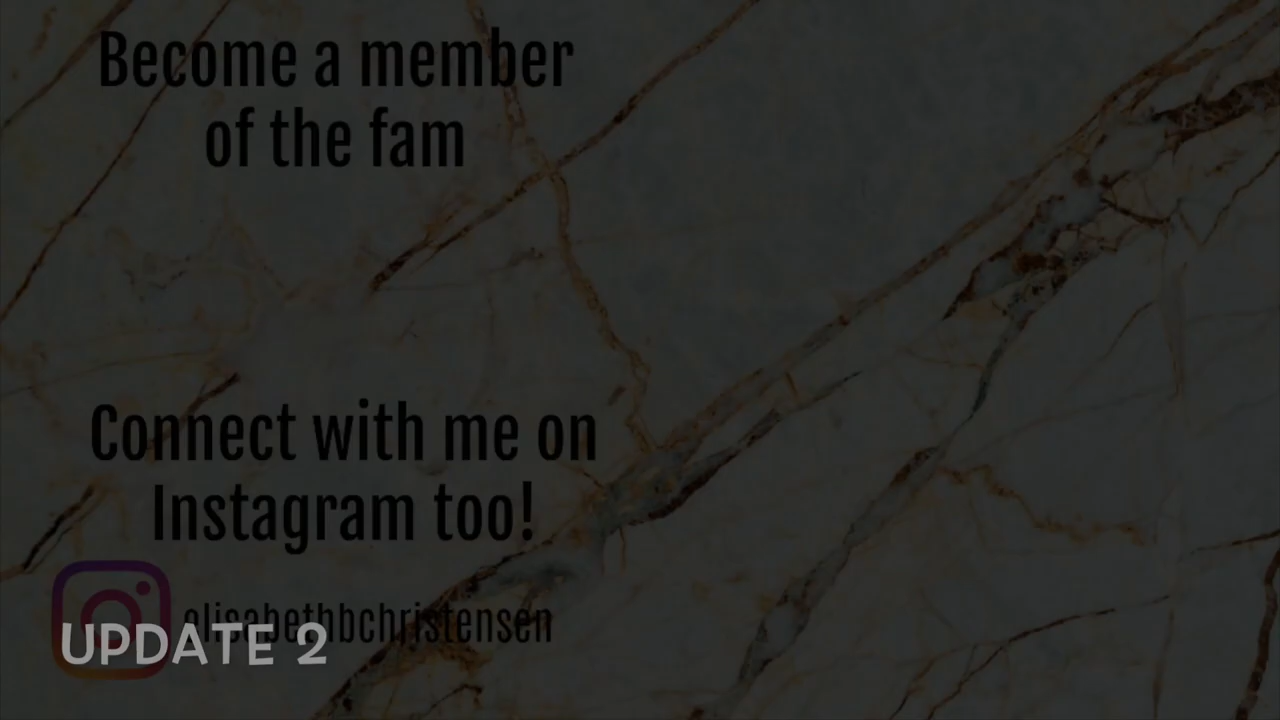 Become a member
of the fam
Connect with me on
Instagram too!
elisabethbchristensen
UPDATE 2